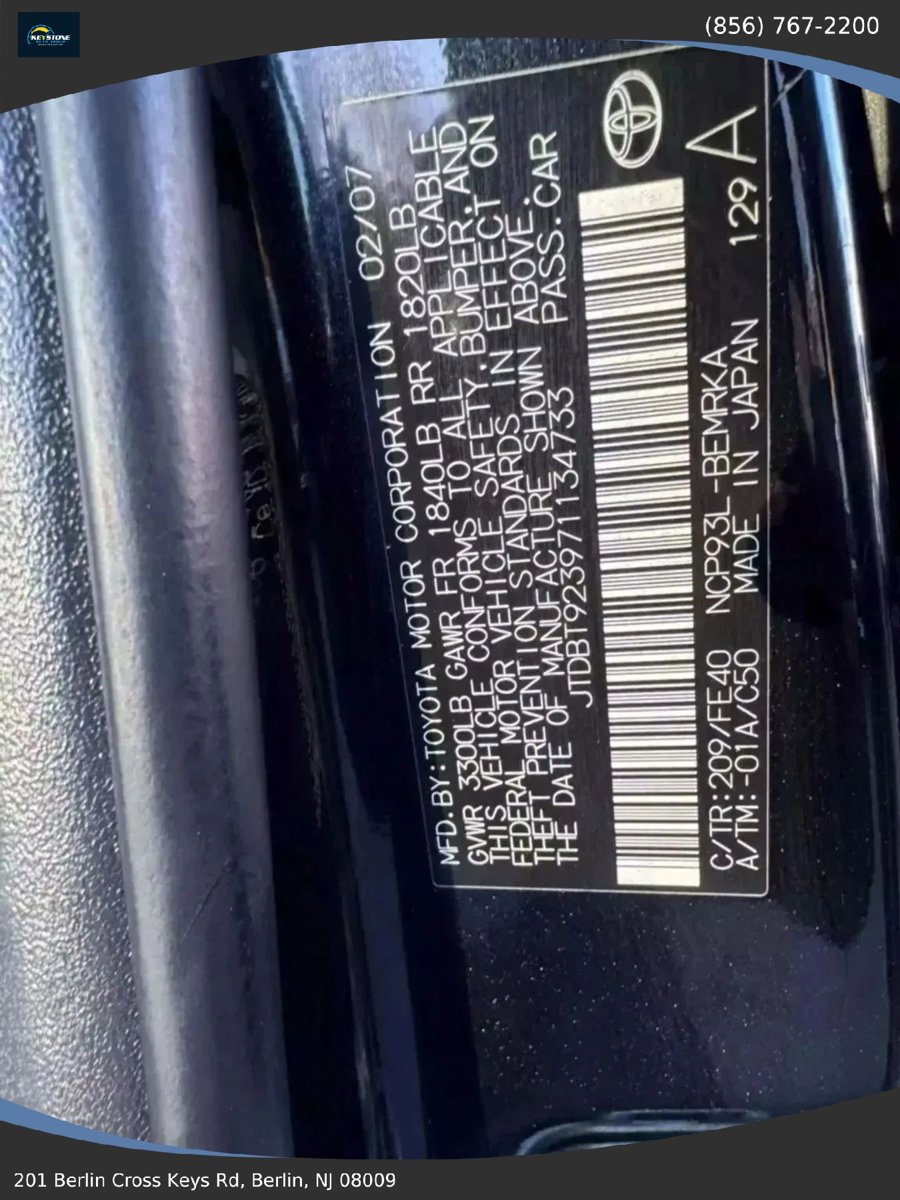 KEYSTONE
(856) 767-2200
MFD.BY:TOYOTA MOTOR CORPORATION 02/07
GVWR 3300LB GAWR FR 1840LB RR 1820LB
THIS VEHICLE CONFORMS TO ALL APPLICABLE
FEDERAL MOTOR VEHICLE SAFETY,BUMPER,AND
THEFT PREVENTION STANDARDS IN EFFECT ON
THE DATE OF MANUFACTURE SHOWN ABOVE.
JTDBT923971134733 PASS.CAR
C/TR:209/FE40 NCP93L-BEMRKA 129 A
A/TM:-01A/C50 MADE IN JAPAN
201 Berlin Cross Keys Rd, Berlin, NJ 08009